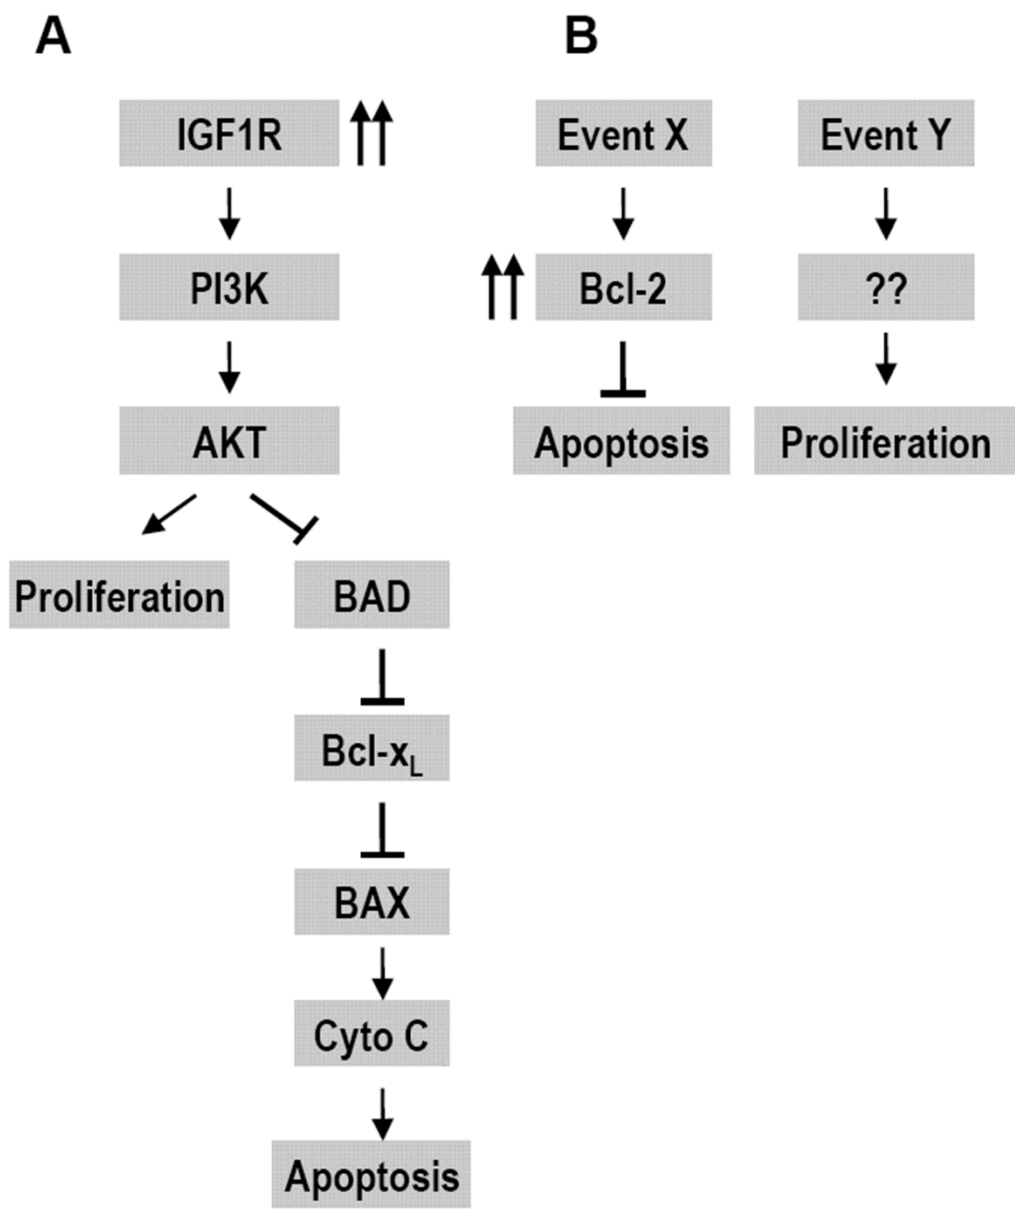 A
IGF1R
PI3K
AKT
Proliferation
BAD
Bcl-xL
BAX
Cyto C
Apoptosis
B
Event X
Event Y
Bcl-2
??
Apoptosis
Proliferation